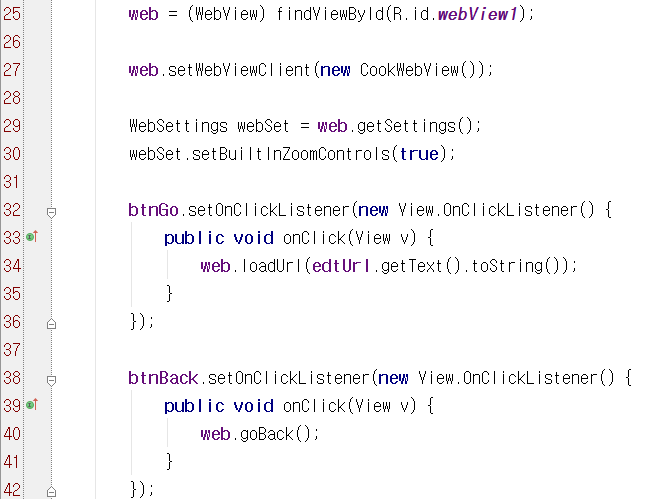 25 web = (WebView) findViewById(R.id.webView1);
26
27 web.setWebViewClient(new CookWebView());
28
29 WebSettings webSet = web.getSettings();
30 webSet.setBuiltInZoomControls(true);
31
32 btnGo.setOnClickListener(new View.OnClickListener() {
33 public void onClick(View v) {
34 web.loadUrl(edtUrl.getText().toString());
35 }
36 });
37
38 btnBack.setOnClickListener(new View.OnClickListener() {
39 public void onClick(View v) {
40 web.goBack();
41 }
42 });